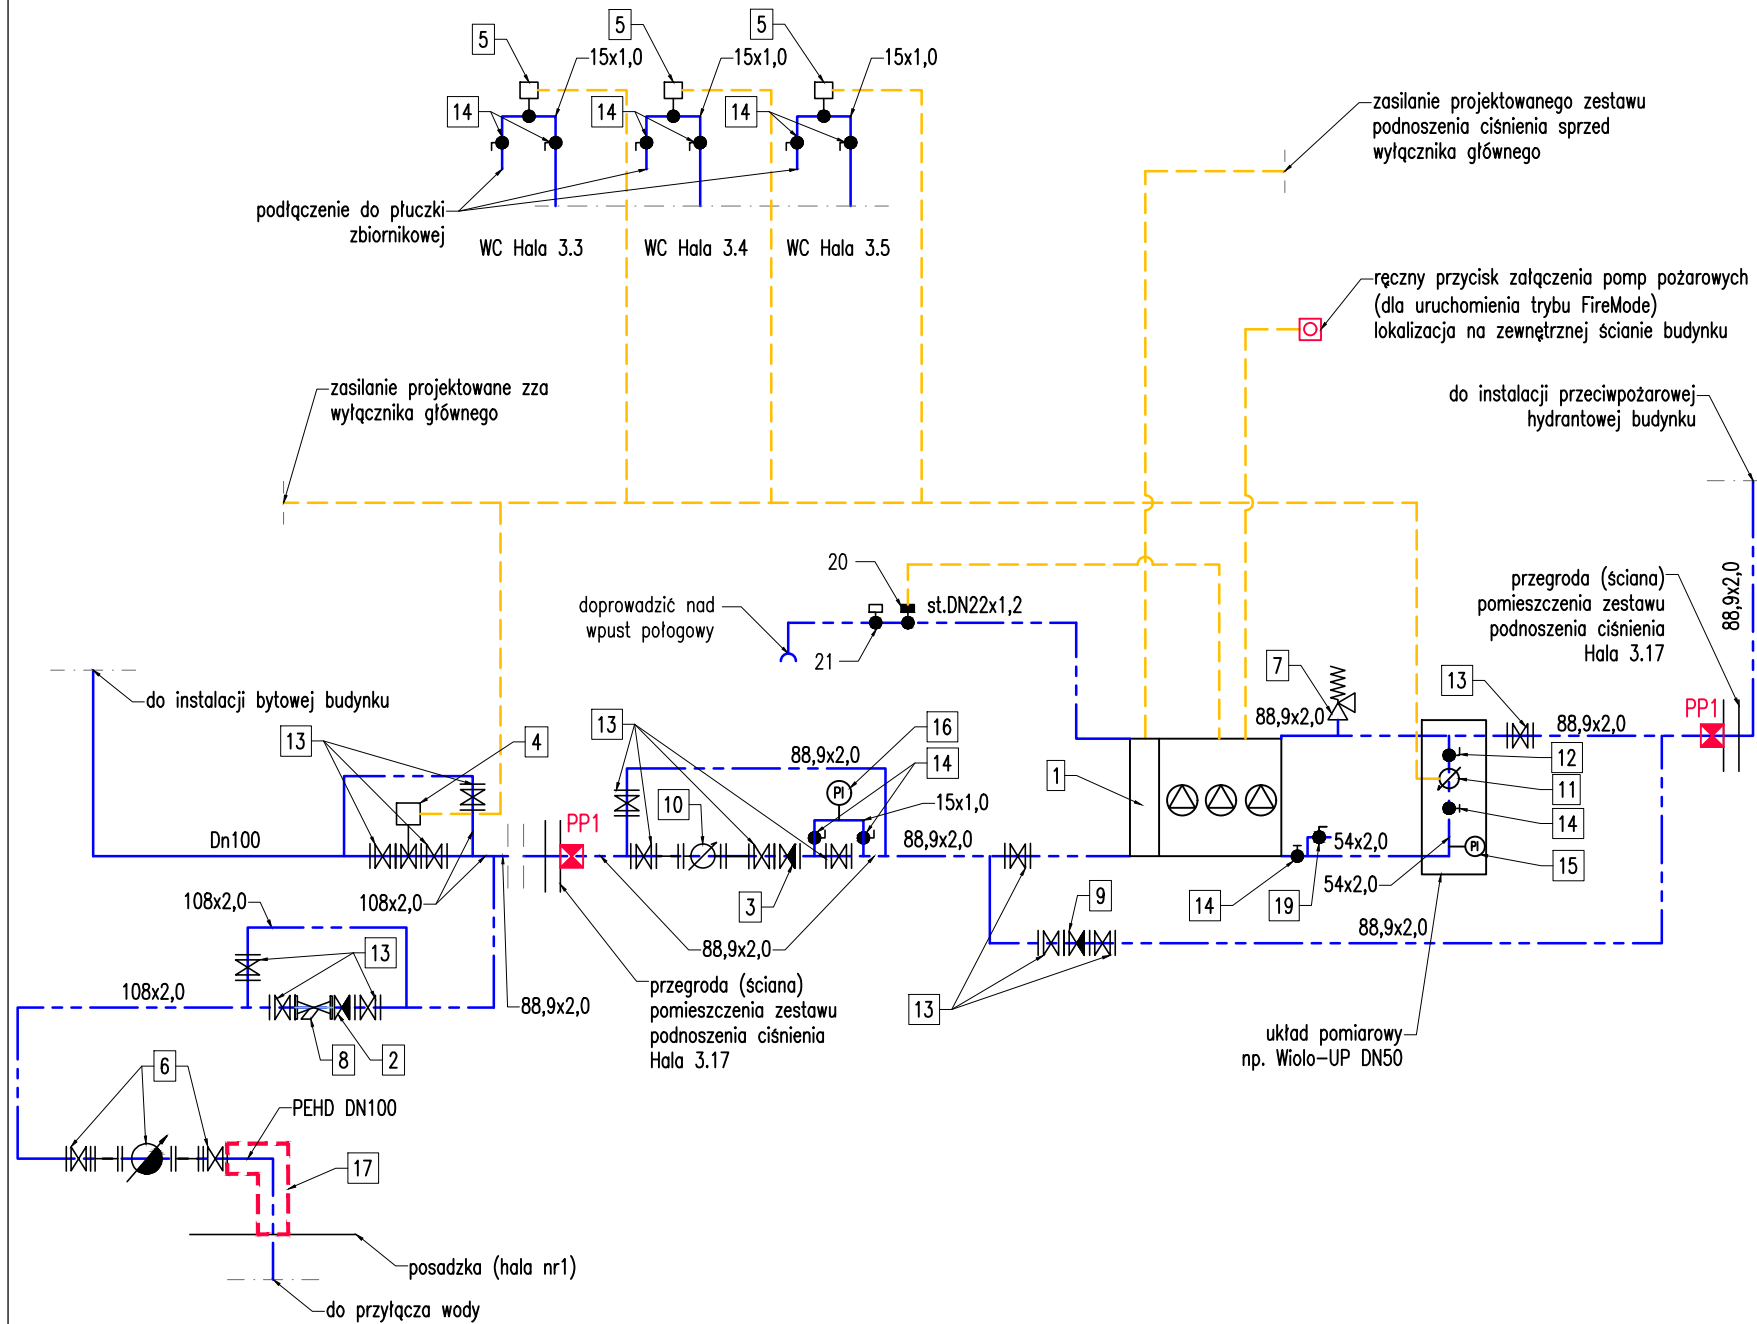 5
5
5
15x1,0
15x1,0
15x1,0
14
14
14
zasilanie projektowanego zestawu
podnoszenia ciśnienia sprzed
wyłącznika głównego
podłączenie do płuczki
zbiornikowej
WC Hala 3.3
WC Hala 3.4
WC Hala 3.5
ręczny przycisk załączenia pomp pożarowych
(dla uruchomienia trybu FireMode)
lokalizacja na zewnętrznej ścianie budynku
zasilanie projektowane zza
wyłącznika głównego
do instalacji przeciwpożarowej
hydrantowej budynku
20
doprowadzić nad
wpust połogowy
st.DN22x1,2
21
przegroda (ściana)
pomieszczenia zestawu
podnoszenia ciśnienia
Hala 3.17
88,9x2,0
do instalacji bytowej budynku
7
13
88,9x2,0
88,9x2,0
PP1
13
4
13
16
88,9x2,0
14
1
12
11
14
15
PI
PI
10
15x1,0
Dn100
PP1
88,9x2,0
54x2,0
54x2,0
108x2,0
108x2,0
3
14
19
9
88,9x2,0
88,9x2,0
13
108x2,0
88,9x2,0
13
przegroda (ściana)
pomieszczenia zestawu
podnoszenia ciśnienia
Hala 3.17
układ pomiarowy
np. Wiolo-UP DN50
8
2
6
PEHD DN100
17
posadzka (hala nr1)
do przyłącza wody